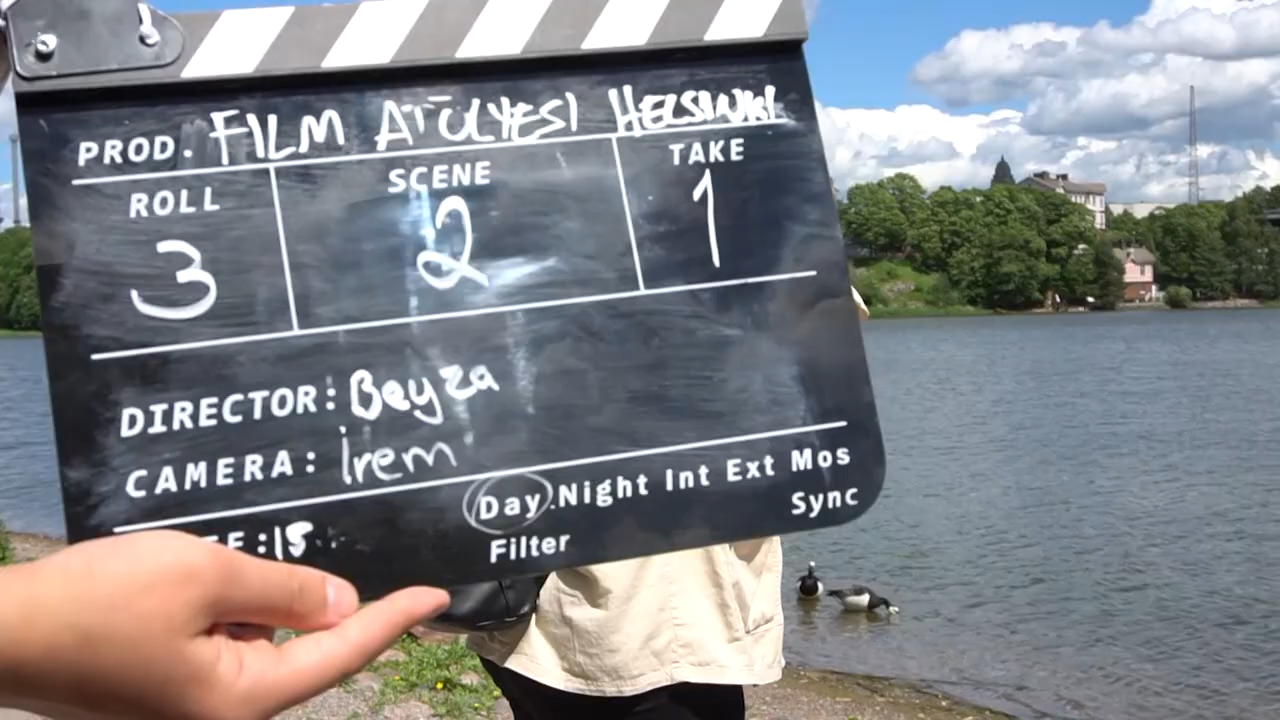 PROD. FILM ATÖLYESİ HELSINKI
ROLL SCENE TAKE
3 2 1
DIRECTOR: Beyza
CAMERA: İrem
Day Night Int Ext Mos
:15
Filter Sync